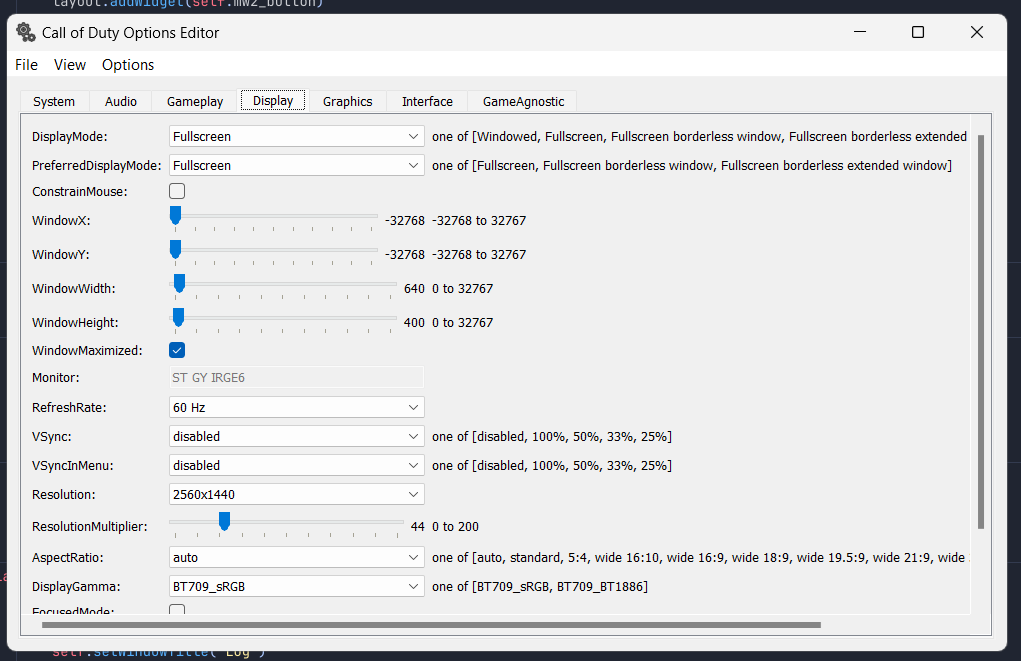 layout.addWidget(self.mw2_button)
Call of Duty Options Editor
File View Options
System Audio Gameplay Display Graphics Interface GameAgnostic
DisplayMode: Fullscreen one of [Windowed, Fullscreen, Fullscreen borderless window, Fullscreen borderless extended
PreferredDisplayMode: Fullscreen one of [Fullscreen, Fullscreen borderless window, Fullscreen borderless extended window]
ConstrainMouse:
WindowX: -32768 -32768 to 32767
WindowY: -32768 -32768 to 32767
WindowWidth: 640 0 to 32767
WindowHeight: 400 0 to 32767
WindowMaximized:
Monitor: ST GY IRGE6
RefreshRate: 60 Hz
VSync: disabled one of [disabled, 100%, 50%, 33%, 25%]
VSyncInMenu: disabled one of [disabled, 100%, 50%, 33%, 25%]
Resolution: 2560x1440
ResolutionMultiplier: 44 0 to 200
AspectRatio: auto one of [auto, standard, 5:4, wide 16:10, wide 16:9, wide 18:9, wide 19.5:9, wide 21:9, wide
DisplayGamma: BT709_sRGB one of [BT709_sRGB, BT709_BT1886]
FocusedMode:
self.setWindowTitle("Log")